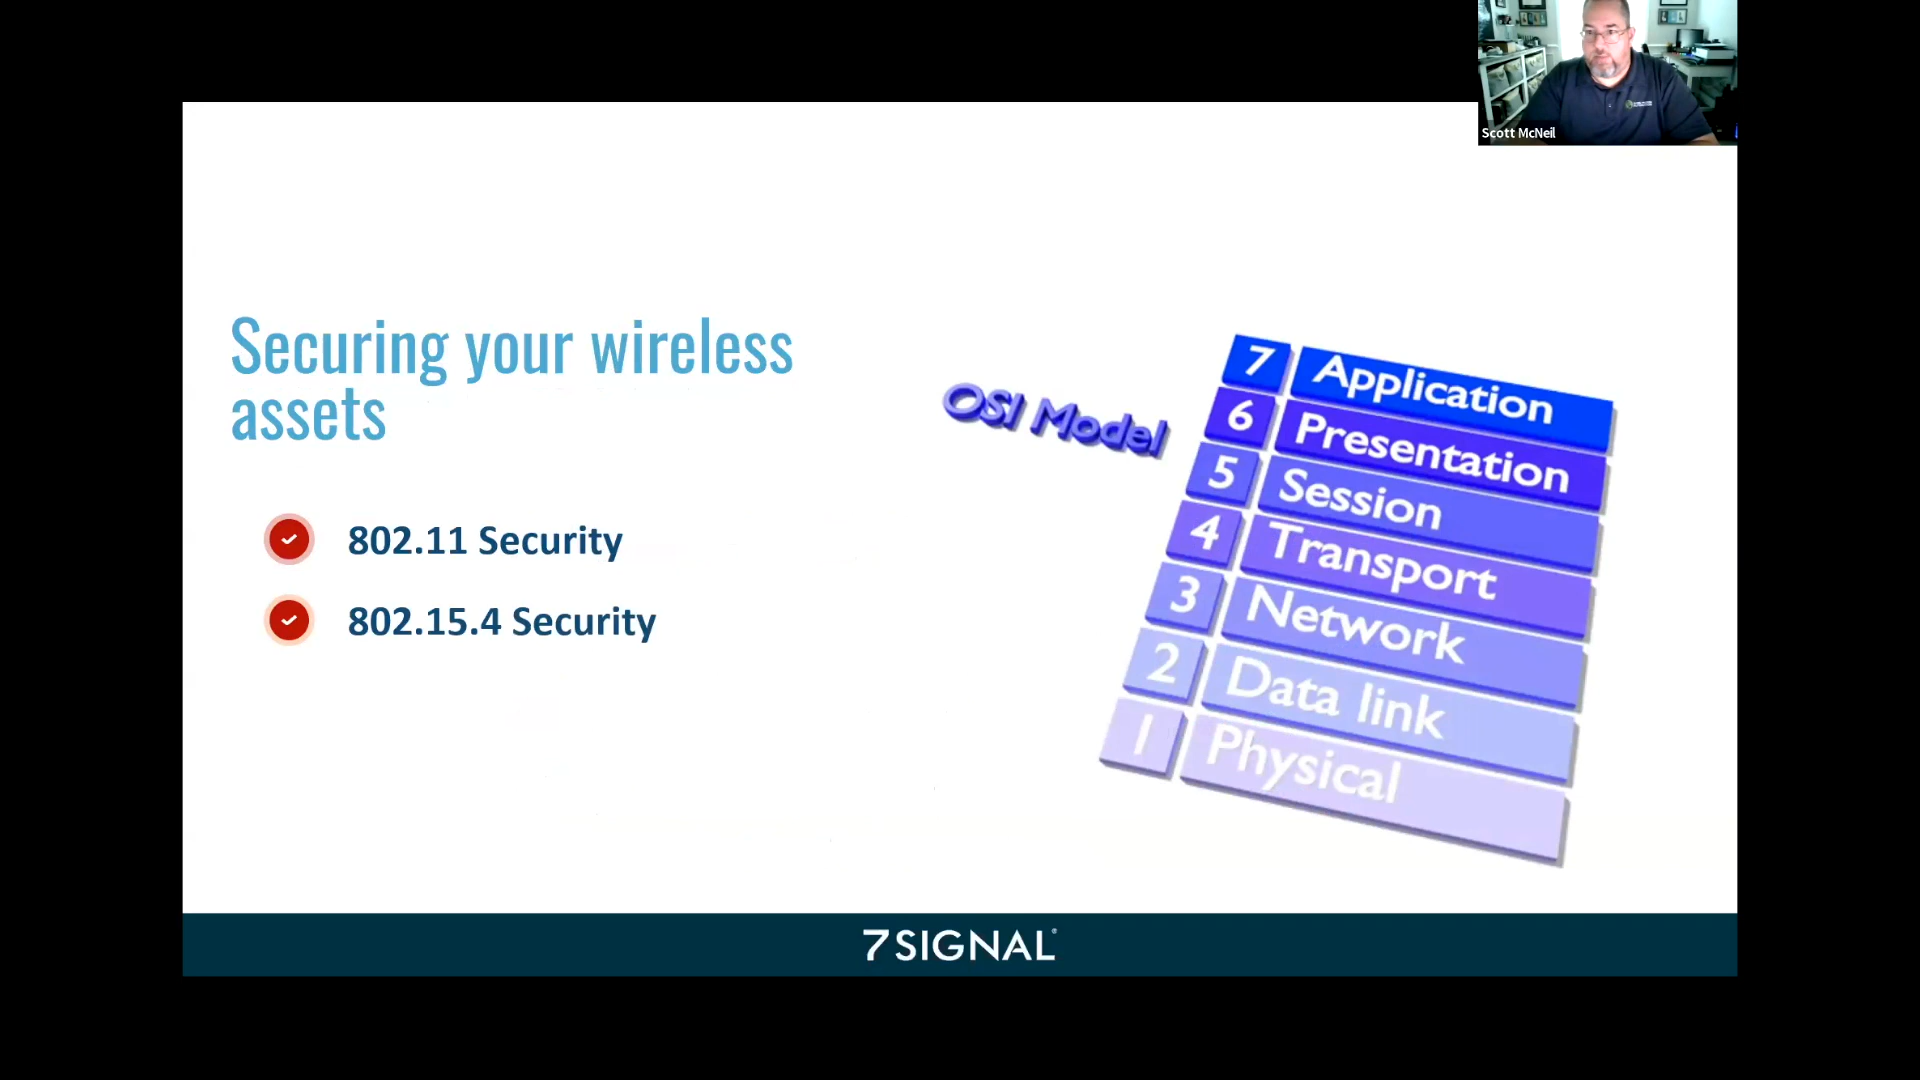 Scott McNeil
Securing your wireless
assets
802.11 Security
802.15.4 Security
OSI Model
7 Application
6 Presentation
5 Session
4 Transport
3 Network
2 Data link
1 Physical
7SIGNAL®